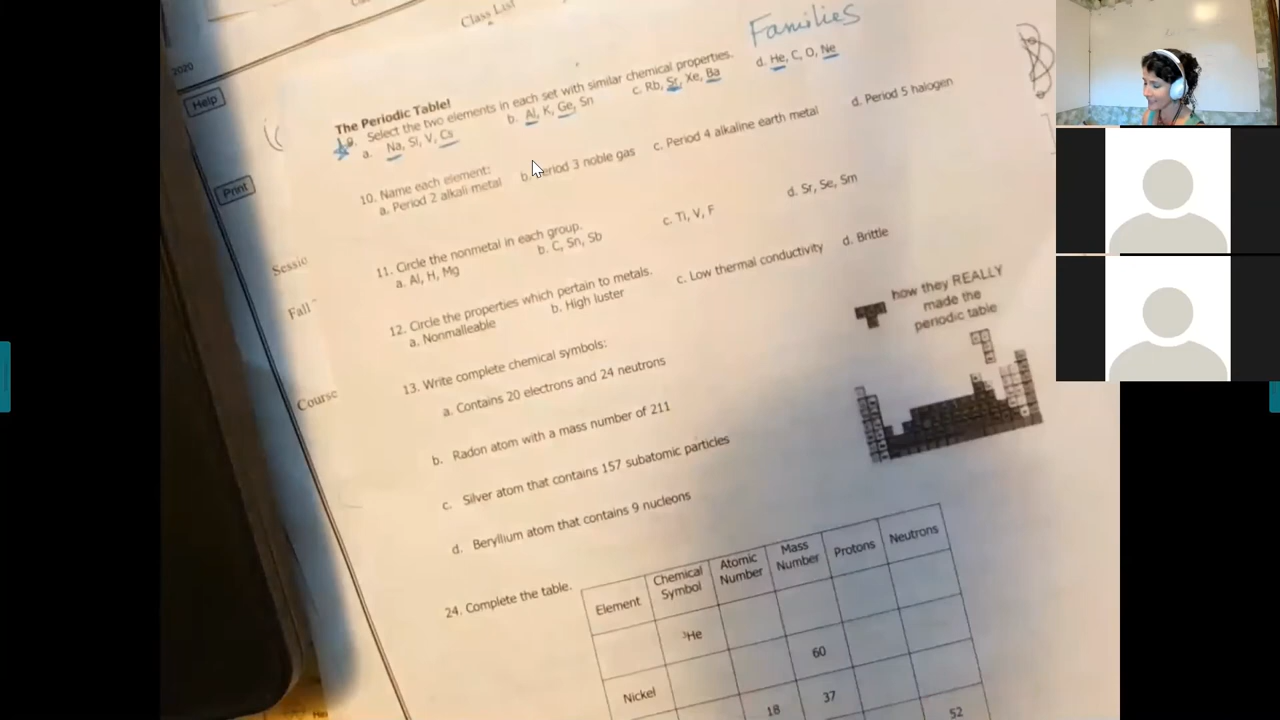 Class List
Families
2020
Help
The Periodic Table!
9. Select the two elements in each set with similar chemical properties.
a. Na, Si, V, Cs b. Al, K, Ge, Sn c. Rb, Sr, Xe, Ba d. He, C, O, Ne
Print
10. Name each element:
a. Period 2 alkali metal b. Period 3 noble gas c. Period 4 alkaline earth metal d. Period 5 halogen
Sessio
11. Circle the nonmetal in each group.
a. Al, H, Mg b. C, Sn, Sb c. Ti, V, F d. Sr, Se, Sm
Fall
12. Circle the properties which pertain to metals.
a. Nonmalleable b. High luster c. Low thermal conductivity d. Brittle
how they REALLY
made the
periodic table
Course
13. Write complete chemical symbols:
a. Contains 20 electrons and 24 neutrons
b. Radon atom with a mass number of 211
c. Silver atom that contains 157 subatomic particles
d. Beryllium atom that contains 9 nucleons
24. Complete the table.
Element Chemical Symbol Atomic Number Mass Number Protons Neutrons
³He
Nickel 60
18 37
52